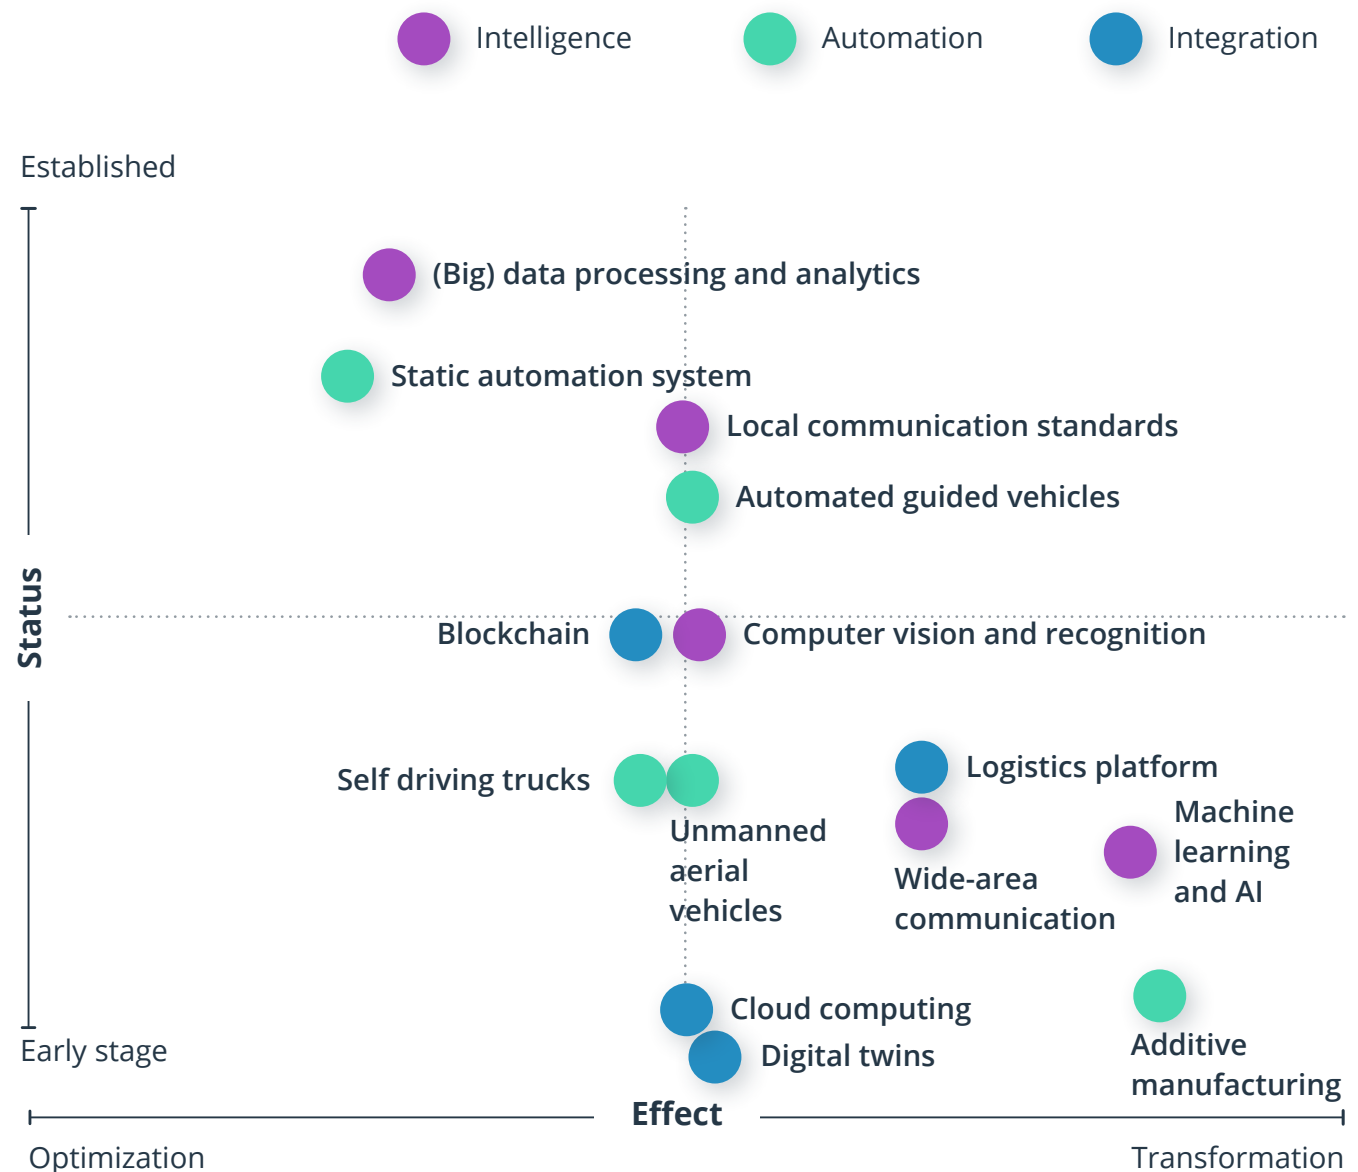 Intelligence
Automation
Integration
Established
(Big) data processing and analytics
Static automation system
Local communication standards
Automated guided vehicles
Status
Blockchain
Computer vision and recognition
Self driving trucks
Unmanned
aerial
vehicles
Logistics platform
Wide-area
communication
Machine
learning
and AI
Cloud computing
Digital twins
Additive
manufacturing
Early stage
Effect
Optimization
Transformation